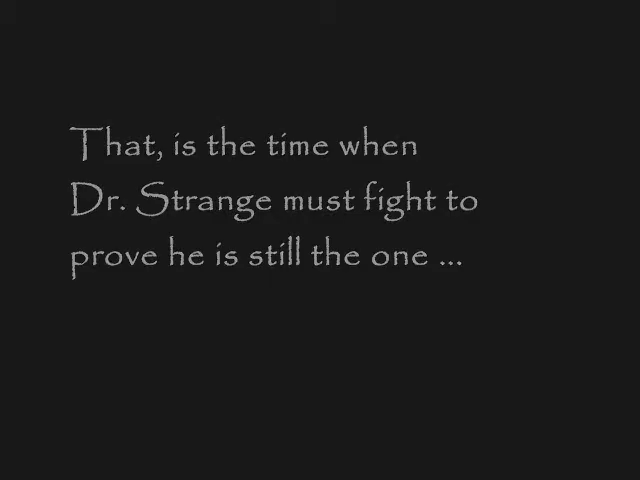 That, is the time when
Dr. Strange must fight to
prove he is still the one ...